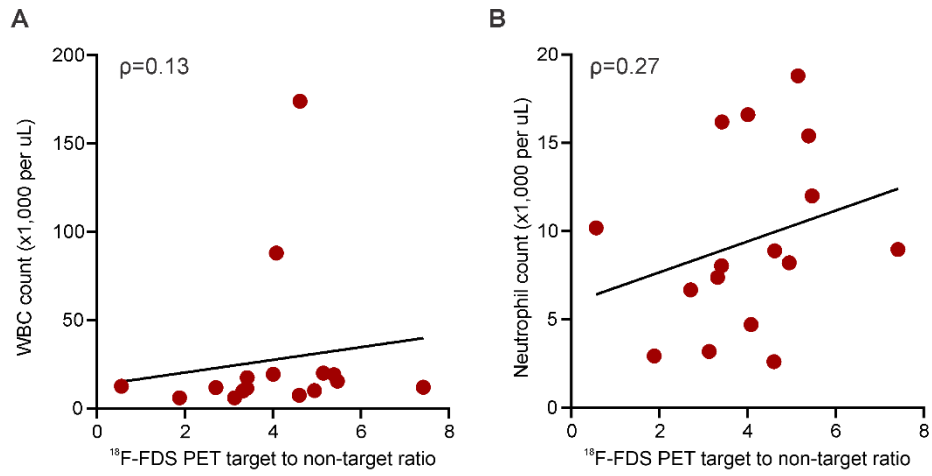 A
ρ=0.13
WBC count (x1,000 per uL)
200
150
100
50
0
0 2 4 6 8
¹⁸F-FDS PET target to non-target ratio
B
ρ=0.27
Neutrophil count (x1,000 per uL)
20
15
10
5
0
0 2 4 6 8
¹⁸F-FDS PET target to non-target ratio